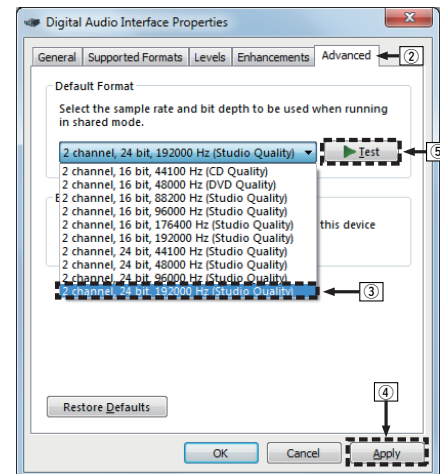 Digital Audio Interface Properties
General Supported Formats Levels Enhancements Advanced ②
Default Format
Select the sample rate and bit depth to be used when running
in shared mode.
2 channel, 24 bit, 192000 Hz (Studio Quality) Test ⑤
2 channel, 16 bit, 44100 Hz (CD Quality)
2 channel, 16 bit, 48000 Hz (DVD Quality)
E 2 channel, 16 bit, 88200 Hz (Studio Quality)
2 channel, 16 bit, 96000 Hz (Studio Quality)
2 channel, 16 bit, 176400 Hz (Studio Quality) this device
2 channel, 16 bit, 192000 Hz (Studio Quality)
2 channel, 24 bit, 44100 Hz (Studio Quality)
2 channel, 24 bit, 48000 Hz (Studio Quality)
2 channel, 24 bit, 96000 Hz (Studio Quality)
2 channel, 24 bit, 192000 Hz (Studio Quality) ③
④
Restore Defaults
OK Cancel Apply